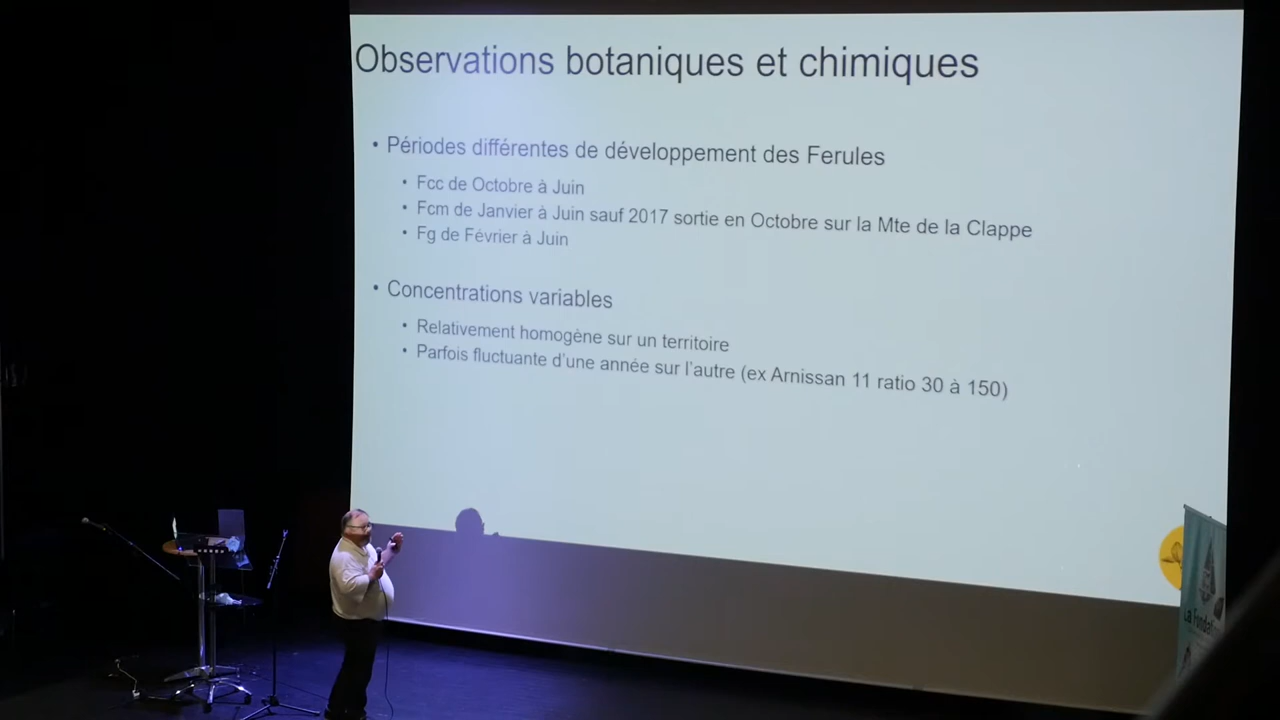 Observations botaniques et chimiques
• Périodes différentes de développement des Ferules
• Fcc de Octobre à Juin
• Fcm de Janvier à Juin sauf 2017 sortie en Octobre sur la Mte de la Clappe
• Fg de Février à Juin
• Concentrations variables
• Relativement homogène sur un territoire
• Parfois fluctuante d’une année sur l’autre (ex Arnissan 11 ratio 30 à 150)
La